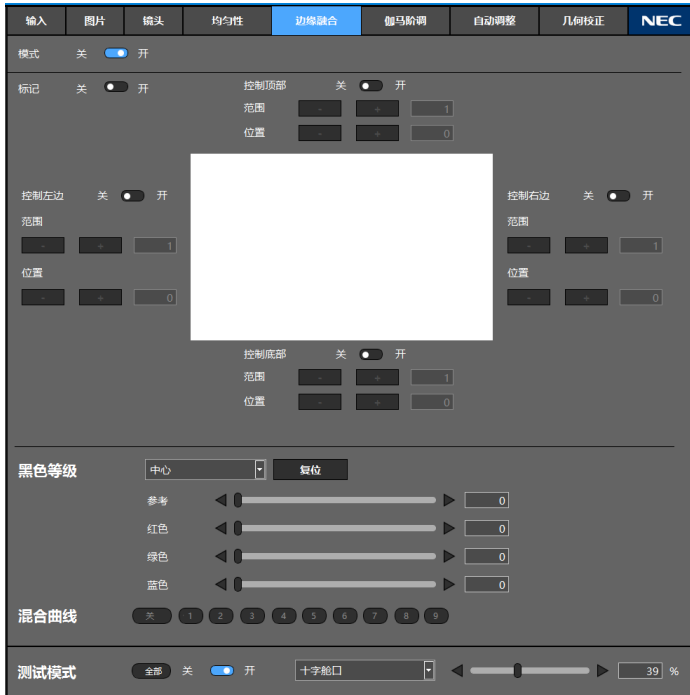 输入 图片 镜头 均匀性 边缘融合 伽马阶调 自动调整 几何校正 NEC
模式 关 开
标记 关 开 控制顶部 关 开
范围 - + 1
位置 - + 0
控制左边 关 开 控制右边 关 开
范围 范围
- + 1 - + 1
位置 位置
- + 0 - + 0
控制底部 关 开
范围 - + 1
位置 - + 0
黑色等级 中心 复位
参考 0
红色 0
绿色 0
蓝色 0
混合曲线 关 1 2 3 4 5 6 7 8 9
测试模式 全部 关 开 十字舱口 39 %